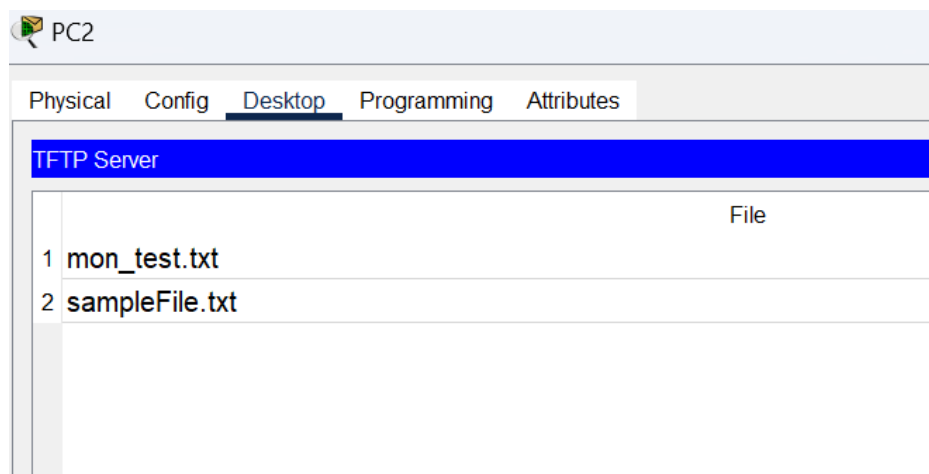 PC2
Physical Config Desktop Programming Attributes
TFTP Server
File
1 mon_test.txt
2 sampleFile.txt